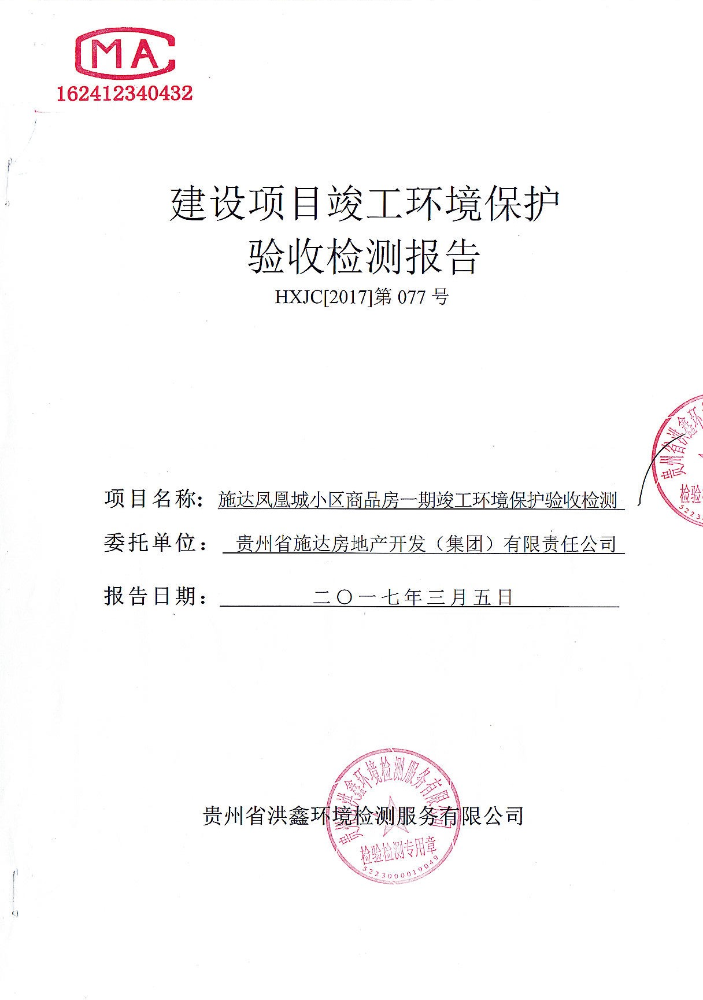 MA
162412340432
建设项目竣工环境保护
验收检测报告
HXJC[2017]第 077 号
贵州省洪鑫环
检验
5223
项目名称: 施达凤凰城小区商品房一期竣工环境保护验收检测
委托单位: 贵州省施达房地产开发（集团）有限责任公司
报告日期: 二〇一七年三月五日
贵州省洪鑫环境检测服务有限公司
贵州省洪鑫环境检测服务有限公司
检验检测专用章
5223000019049